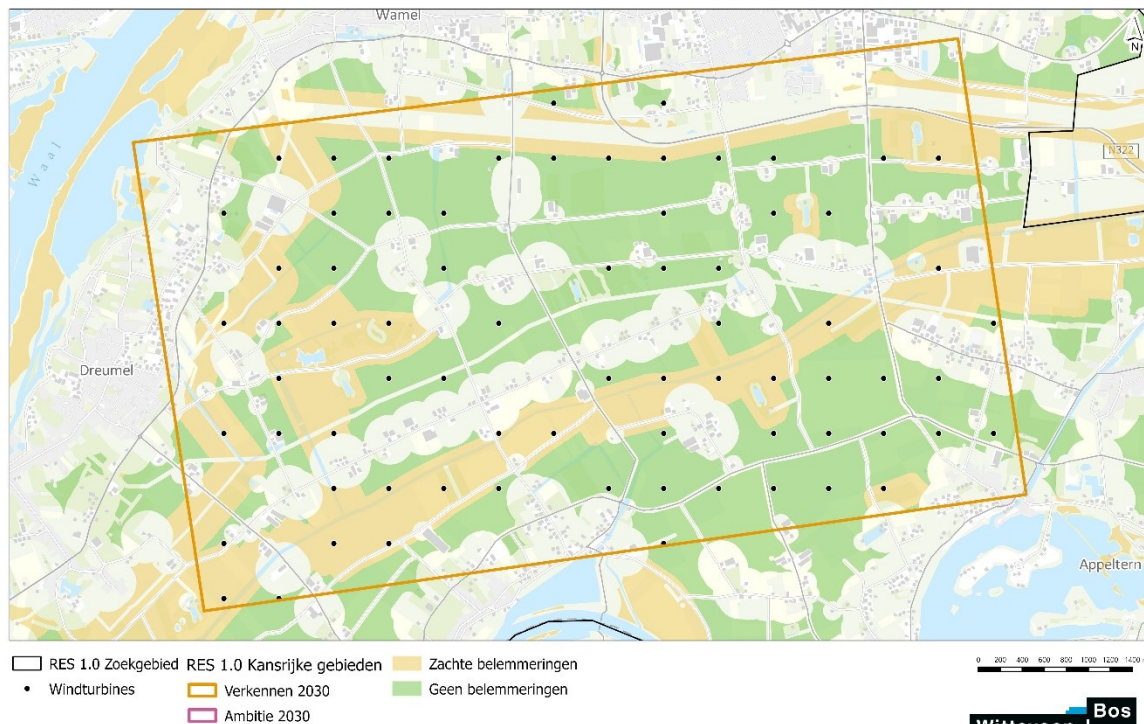 Wamel
N
Waal
N322
Dreumel
Appeltern
RES 1.0 Zoekgebied RES 1.0 Kansrijke gebieden Zachte belemmeringen
Windturbines Verkennen 2030 Geen belemmeringen
Ambitie 2030
0 200 400 600 800 1000 1200 1400
Bos